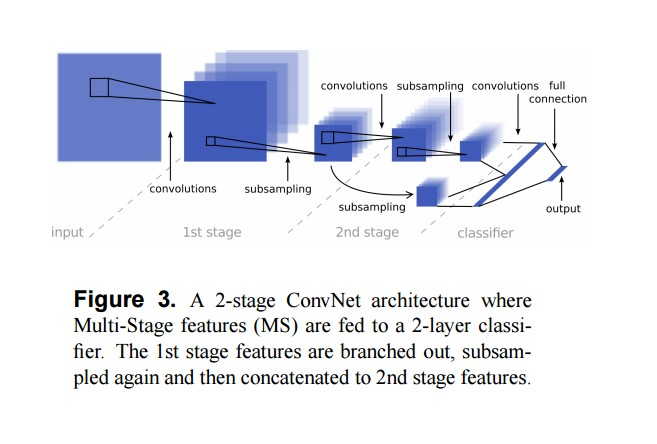 convolutions subsampling convolutions full
connection
convolutions
subsampling
subsampling
output
input
1st stage
2nd stage
classifier
Figure 3. A 2-stage ConvNet architecture where
Multi-Stage features (MS) are fed to a 2-layer classi-
fier. The 1st stage features are branched out, subsam-
pled again and then concatenated to 2nd stage features.